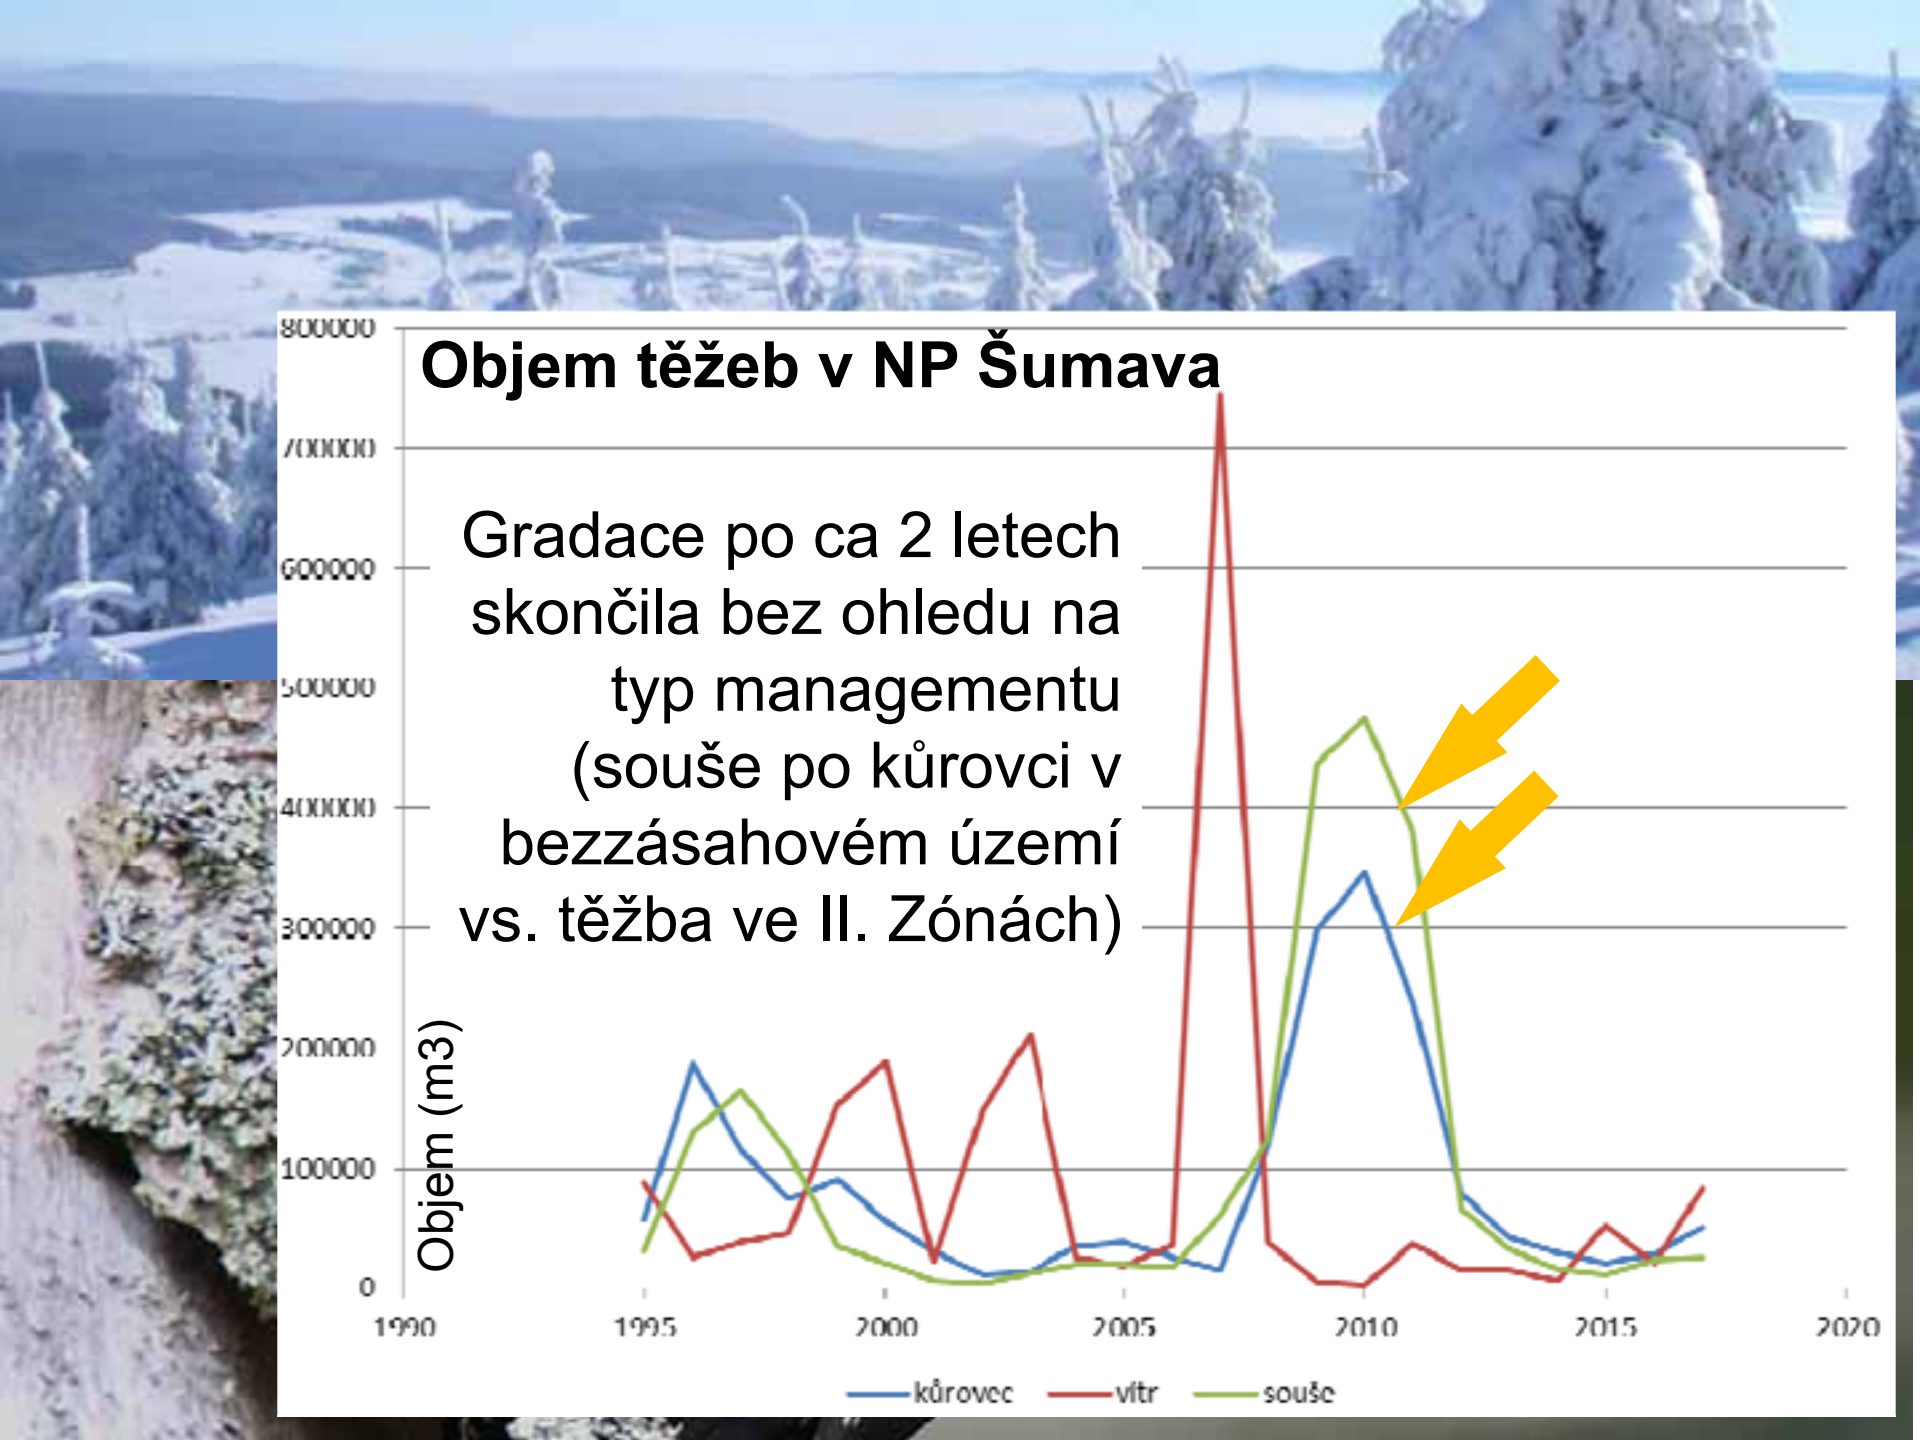 Objem těžeb v NP Šumava
Gradace po ca 2 letech
skončila bez ohledu na
typ managementu
(souše po kůrovci v
bezzásahovém území
vs. těžba ve II. Zónách)
Objem (m3)
800000
700000
600000
500000
400000
300000
200000
100000
0
1990 1995 2000 2005 2010 2015 2020
kůrovec vítr souše